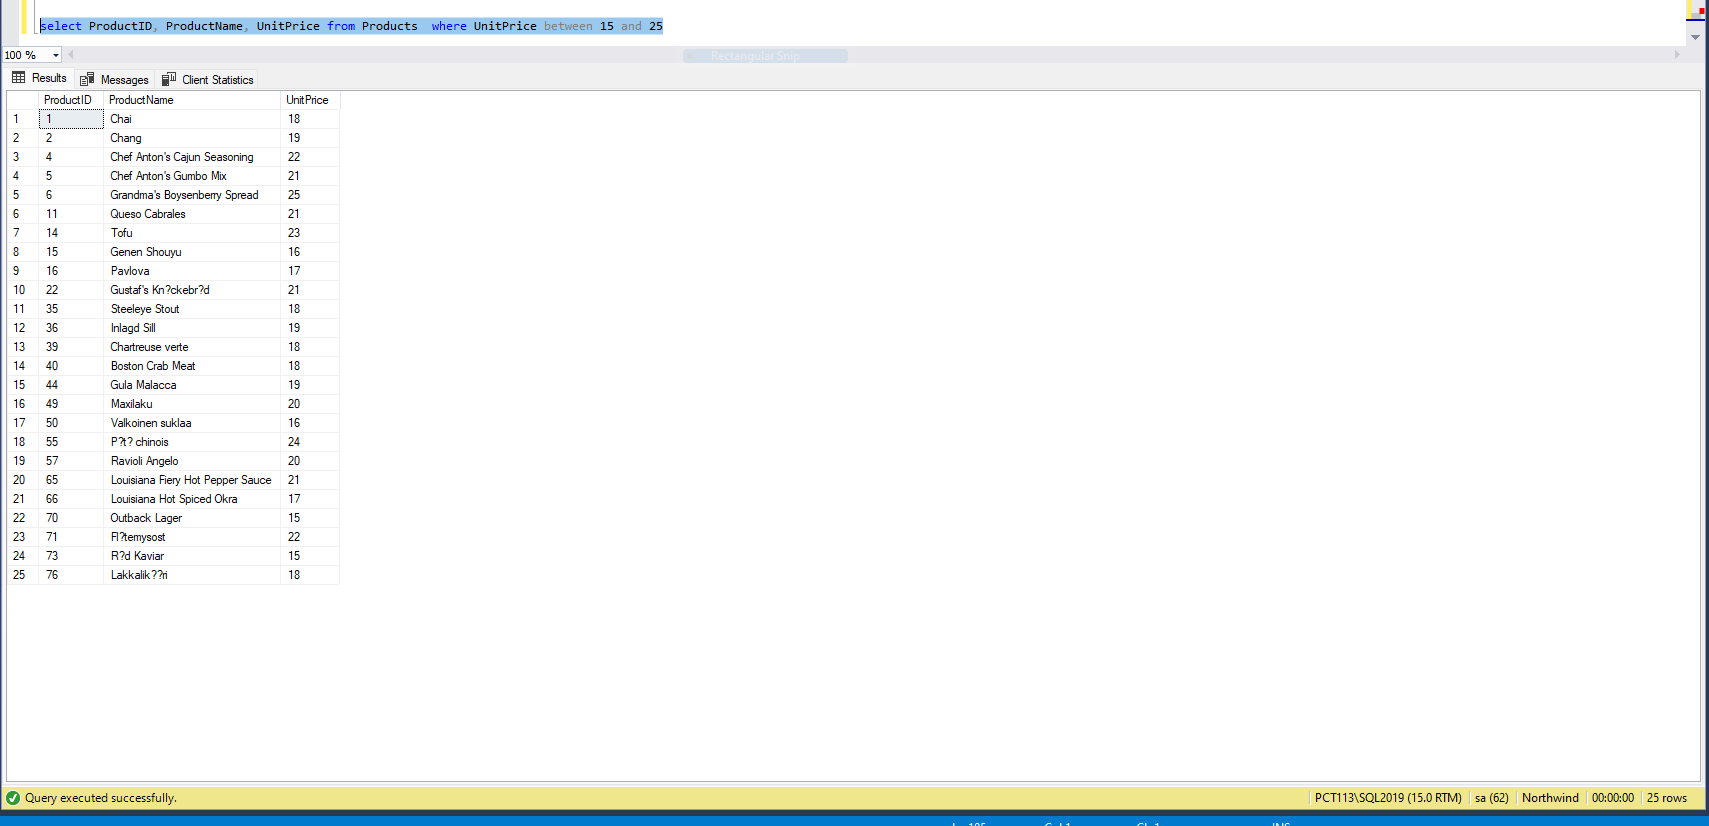 select ProductID, ProductName, UnitPrice from Products  where UnitPrice between 15 and 25
100 %
Rectangular Snip
Results Messages Client Statistics
ProductID ProductName UnitPrice
1 1 Chai 18
2 2 Chang 19
3 4 Chef Anton's Cajun Seasoning 22
4 5 Chef Anton's Gumbo Mix 21
5 6 Grandma's Boysenberry Spread 25
6 11 Queso Cabrales 21
7 14 Tofu 23
8 15 Genen Shouyu 16
9 16 Pavlova 17
10 22 Gustaf's Kn?ckebr?d 21
11 35 Steeleye Stout 18
12 36 Inlagd Sill 19
13 39 Chartreuse verte 18
14 40 Boston Crab Meat 18
15 44 Gula Malacca 19
16 49 Maxilaku 20
17 50 Valkoinen suklaa 16
18 55 P?t? chinois 24
19 57 Ravioli Angelo 20
20 65 Louisiana Fiery Hot Pepper Sauce 21
21 66 Louisiana Hot Spiced Okra 17
22 70 Outback Lager 15
23 71 Fl?temysost 22
24 73 R?d Kaviar 15
25 76 Lakkalik??ri 18
Query executed successfully. PCT113\SQL2019 (15.0 RTM) sa (62) Northwind 00:00:00 25 rows